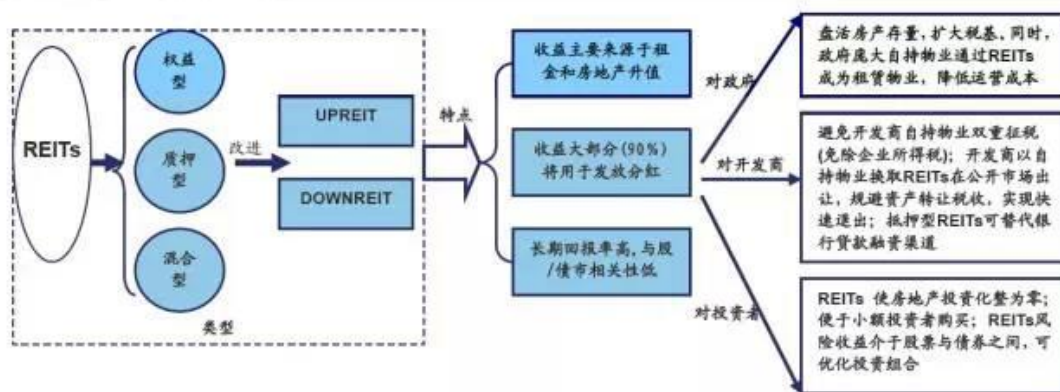 REITs
权益
型
质押
型
混合
型
类型
改进
UPREIT
DOWNREIT
特点
收益主要来源于租
金和房地产升值
收益大部分(90%)
将用于发放分红
长期回报率高,与股
/债市相关性低
对政府
对开发商
对投资者
盘活房产存量,扩大税基,同时,
政府庞大自持物业通过REITs
成为租赁物业,降低运营成本
避免开发商自持物业双重征税
(免除企业所得税);开发商以自
持物业换取REITs在公开市场出
让,规避资产转让税收,实现快
速退出;抵押型REITs可替代银
行贷款融资渠道
REITs 使房地产投资化整为零;
便于小额投资者购买;REITs风
险收益介于股票与债券之间,可
优化投资组合